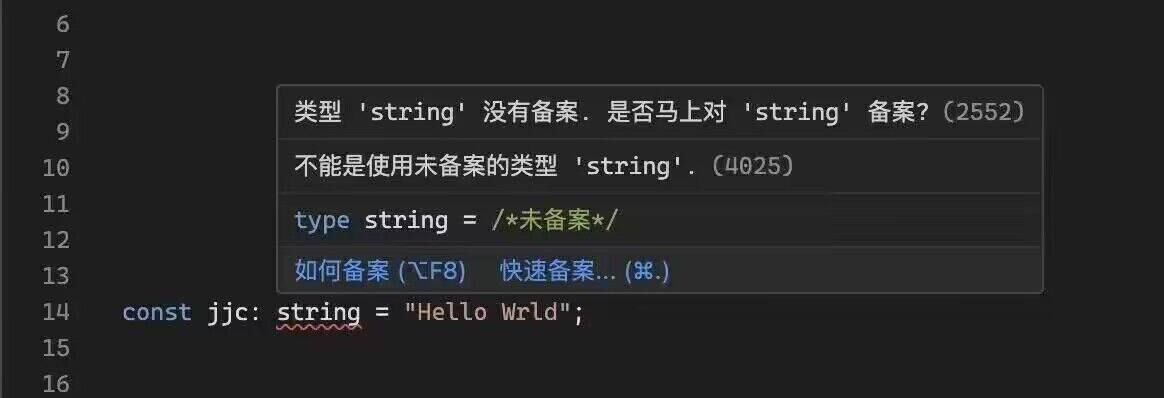 6
7
8
类型 'string' 没有备案. 是否马上对 'string' 备案? (2552)
9
10
不能是使用未备案的类型 'string'. (4025)
11
type string = /*未备案*/
12
13
如何备案 (⌥F8) 快速备案... (⌘.)
14 const jjc: string = "Hello Wrld";
15
16